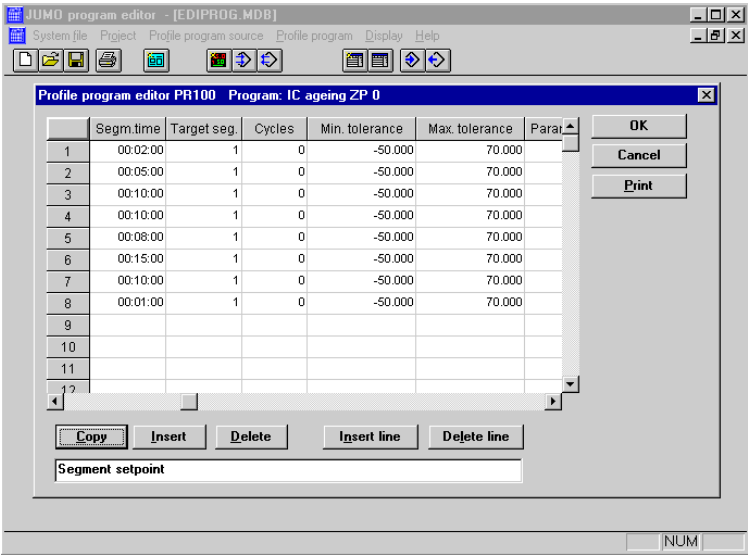 JUMO program editor - [EDIPROG.MDB]
System file Project Profile program source Profile program Display Help
Profile program editor PR100 Program: IC ageing ZP 0
Segm.time Target seg. Cycles Min. tolerance Max. tolerance Parar
1 00:02:00 1 0 -50.000 70.000
2 00:05:00 1 0 -50.000 70.000
3 00:10:00 1 0 -50.000 70.000
4 00:10:00 1 0 -50.000 70.000
5 00:08:00 1 0 -50.000 70.000
6 00:15:00 1 0 -50.000 70.000
7 00:10:00 1 0 -50.000 70.000
8 00:01:00 1 0 -50.000 70.000
9
10
11
12
OK
Cancel
Print
Copy Insert Delete Insert line Delete line
Segment setpoint
NUM